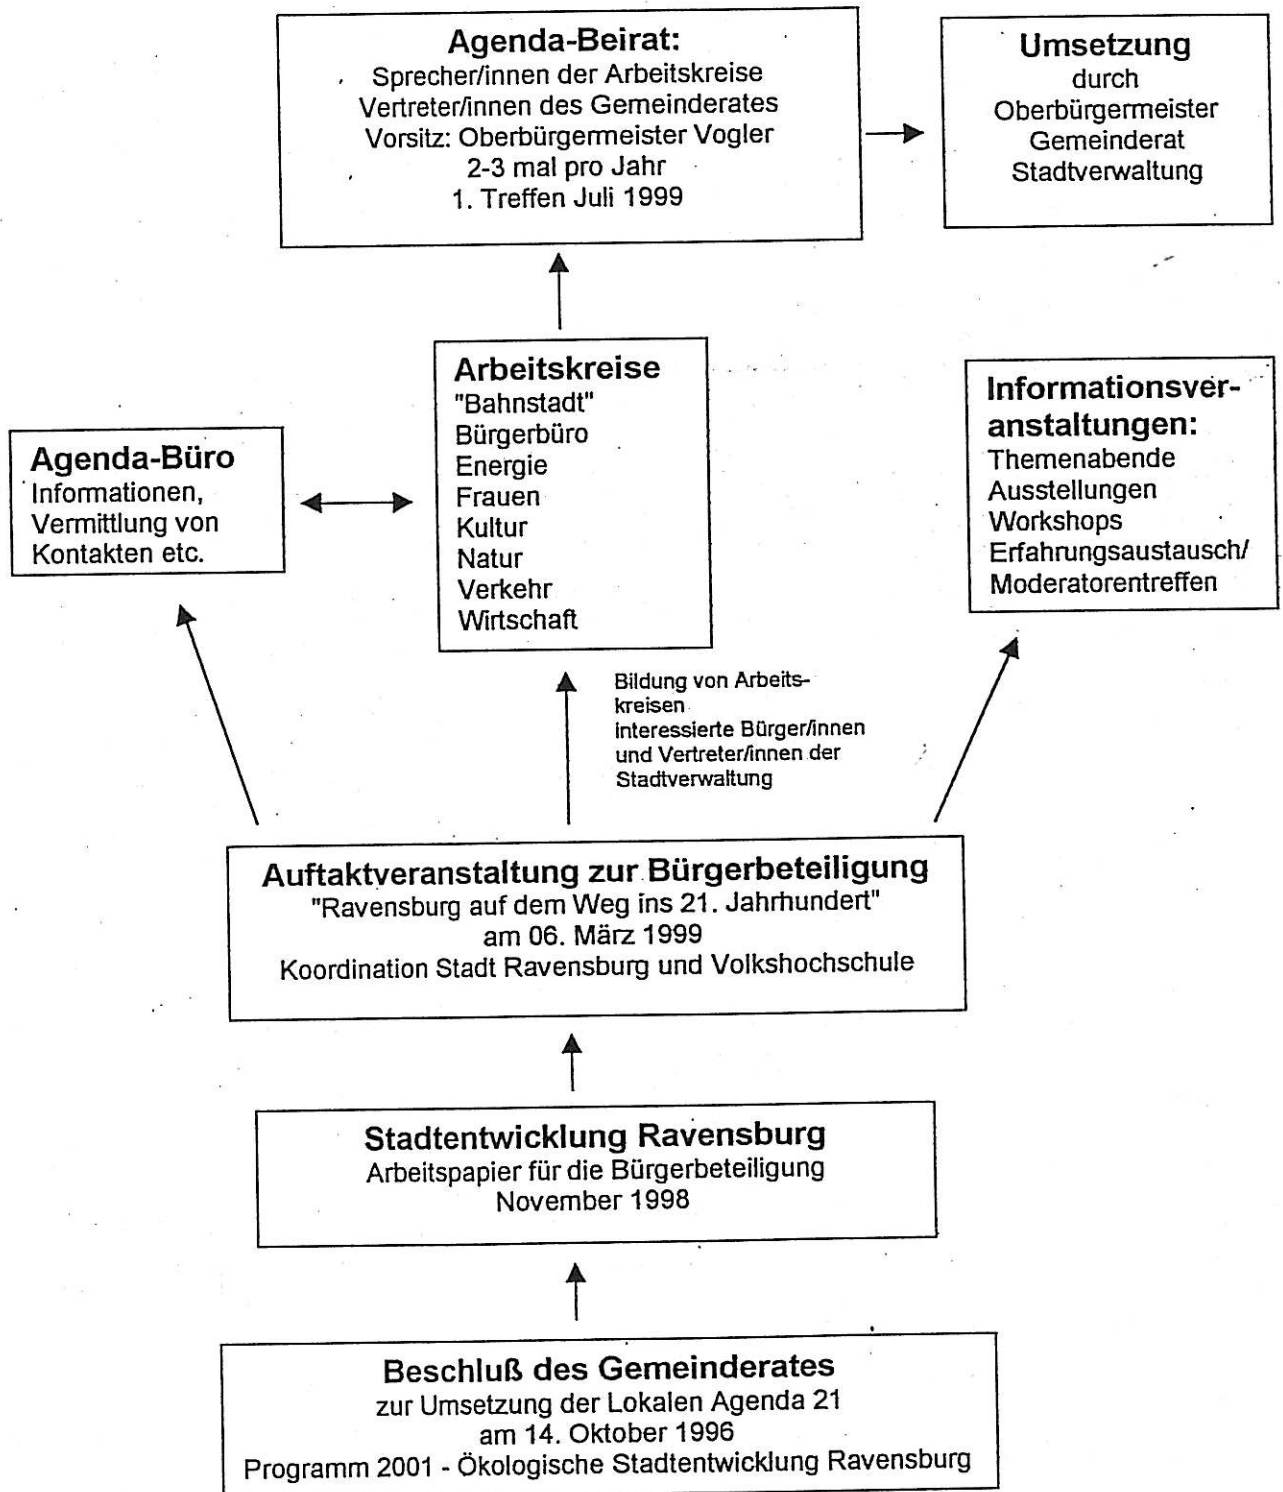 Agenda-Beirat:
Sprecher/innen der Arbeitskreise
Vertreter/innen des Gemeinderates
Vorsitz: Oberbürgermeister Vogler
2-3 mal pro Jahr
1. Treffen Juli 1999
Umsetzung
durch
Oberbürgermeister
Gemeinderat
Stadtverwaltung
Agenda-Büro
Informationen,
Vermittlung von
Kontakten etc.
Arbeitskreise
"Bahnstadt"
Bürgerbüro
Energie
Frauen
Kultur
Natur
Verkehr
Wirtschaft
Informationsver-
anstaltungen:
Themenabende
Ausstellungen
Workshops
Erfahrungsaustausch/
Moderatorentreffen
Bildung von Arbeits-
kreisen
interessierte Bürger/innen
und Vertreter/innen der
Stadtverwaltung
Auftaktveranstaltung zur Bürgerbeteiligung
"Ravensburg auf dem Weg ins 21. Jahrhundert"
am 06. März 1999
Koordination Stadt Ravensburg und Volkshochschule
Stadtentwicklung Ravensburg
Arbeitspapier für die Bürgerbeteiligung
November 1998
Beschluß des Gemeinderates
zur Umsetzung der Lokalen Agenda 21
am 14. Oktober 1996
Programm 2001 - Ökologische Stadtentwicklung Ravensburg